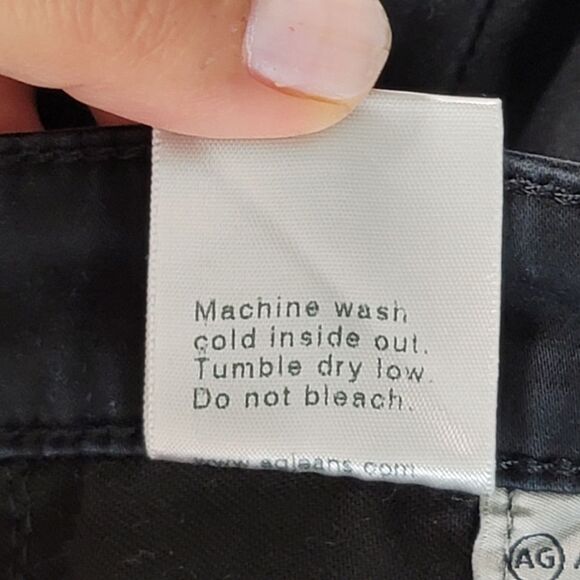 Machine wash
cold inside out.
Tumble dry low.
Do not bleach.
www.agjeans.com
AG